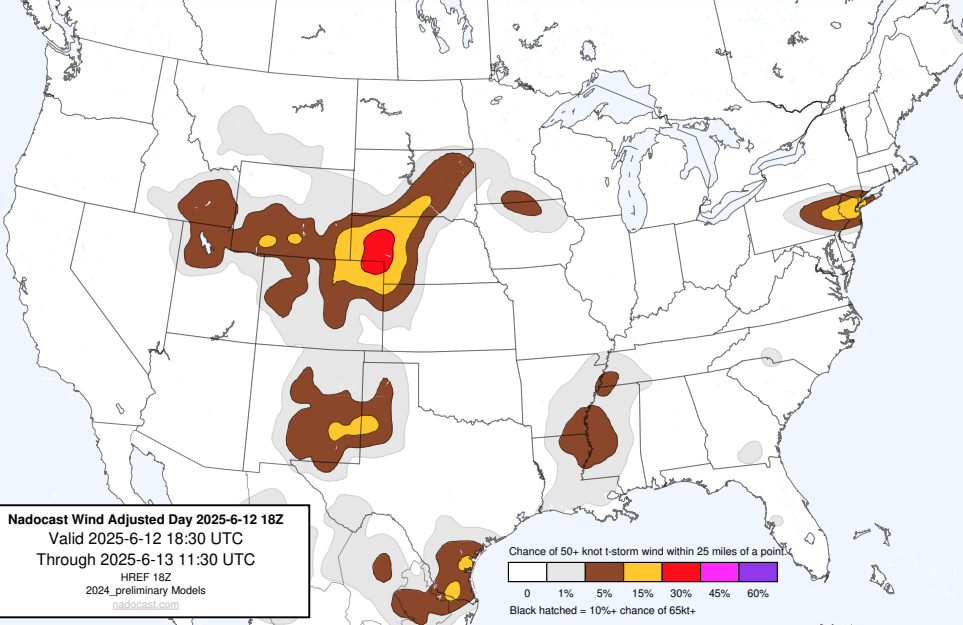 Nadocast Wind Adjusted Day 2025-6-12 18Z
Valid 2025-6-12 18:30 UTC
Through 2025-6-13 11:30 UTC
HREF 18Z
2024_preliminary Models
nadocast.com
Chance of 50+ knot t-storm wind within 25 miles of a point.
0 1% 5% 15% 30% 45% 60%
Black hatched = 10%+ chance of 65kt+